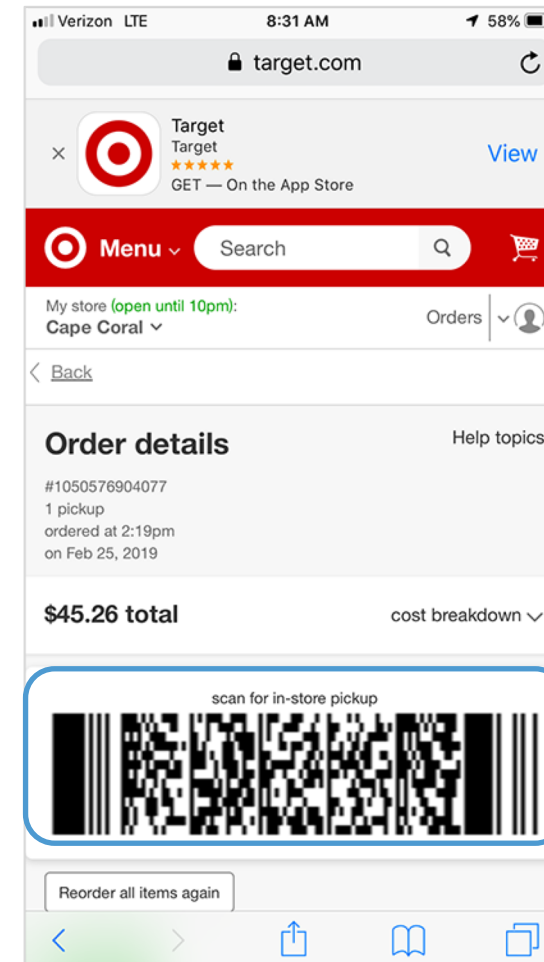 Verizon LTE 8:31 AM 58%
target.com
Target
Target
GET — On the App Store
View
Menu Search
My store (open until 10pm):
Cape Coral
Orders
Back
Order details
Help topics
#1050576904077
1 pickup
ordered at 2:19pm
on Feb 25, 2019
$45.26 total
cost breakdown
scan for in-store pickup
Reorder all items again